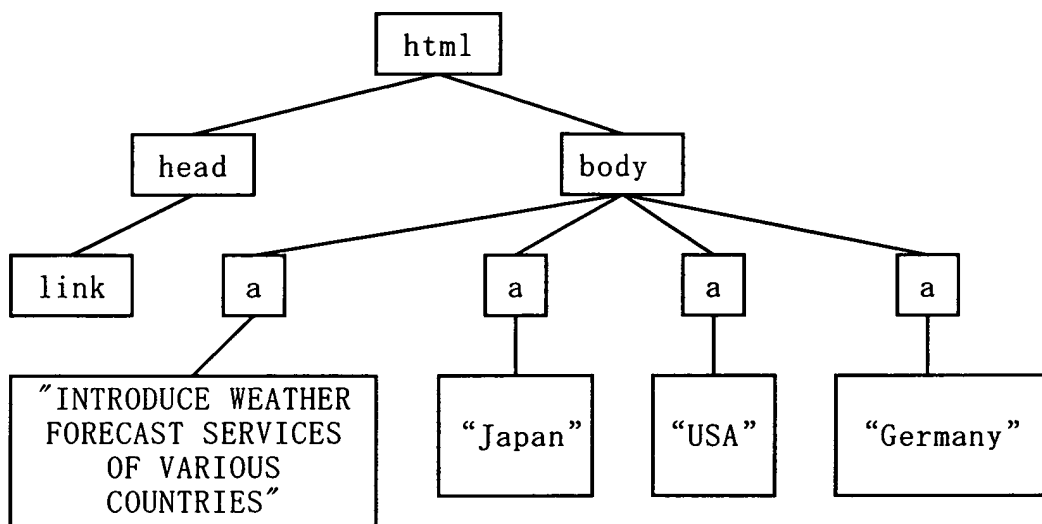 html
head
body
link
a
a
a
a
"INTRODUCE WEATHER
FORECAST SERVICES
OF VARIOUS
COUNTRIES"
“Japan”
“USA”
“Germany”